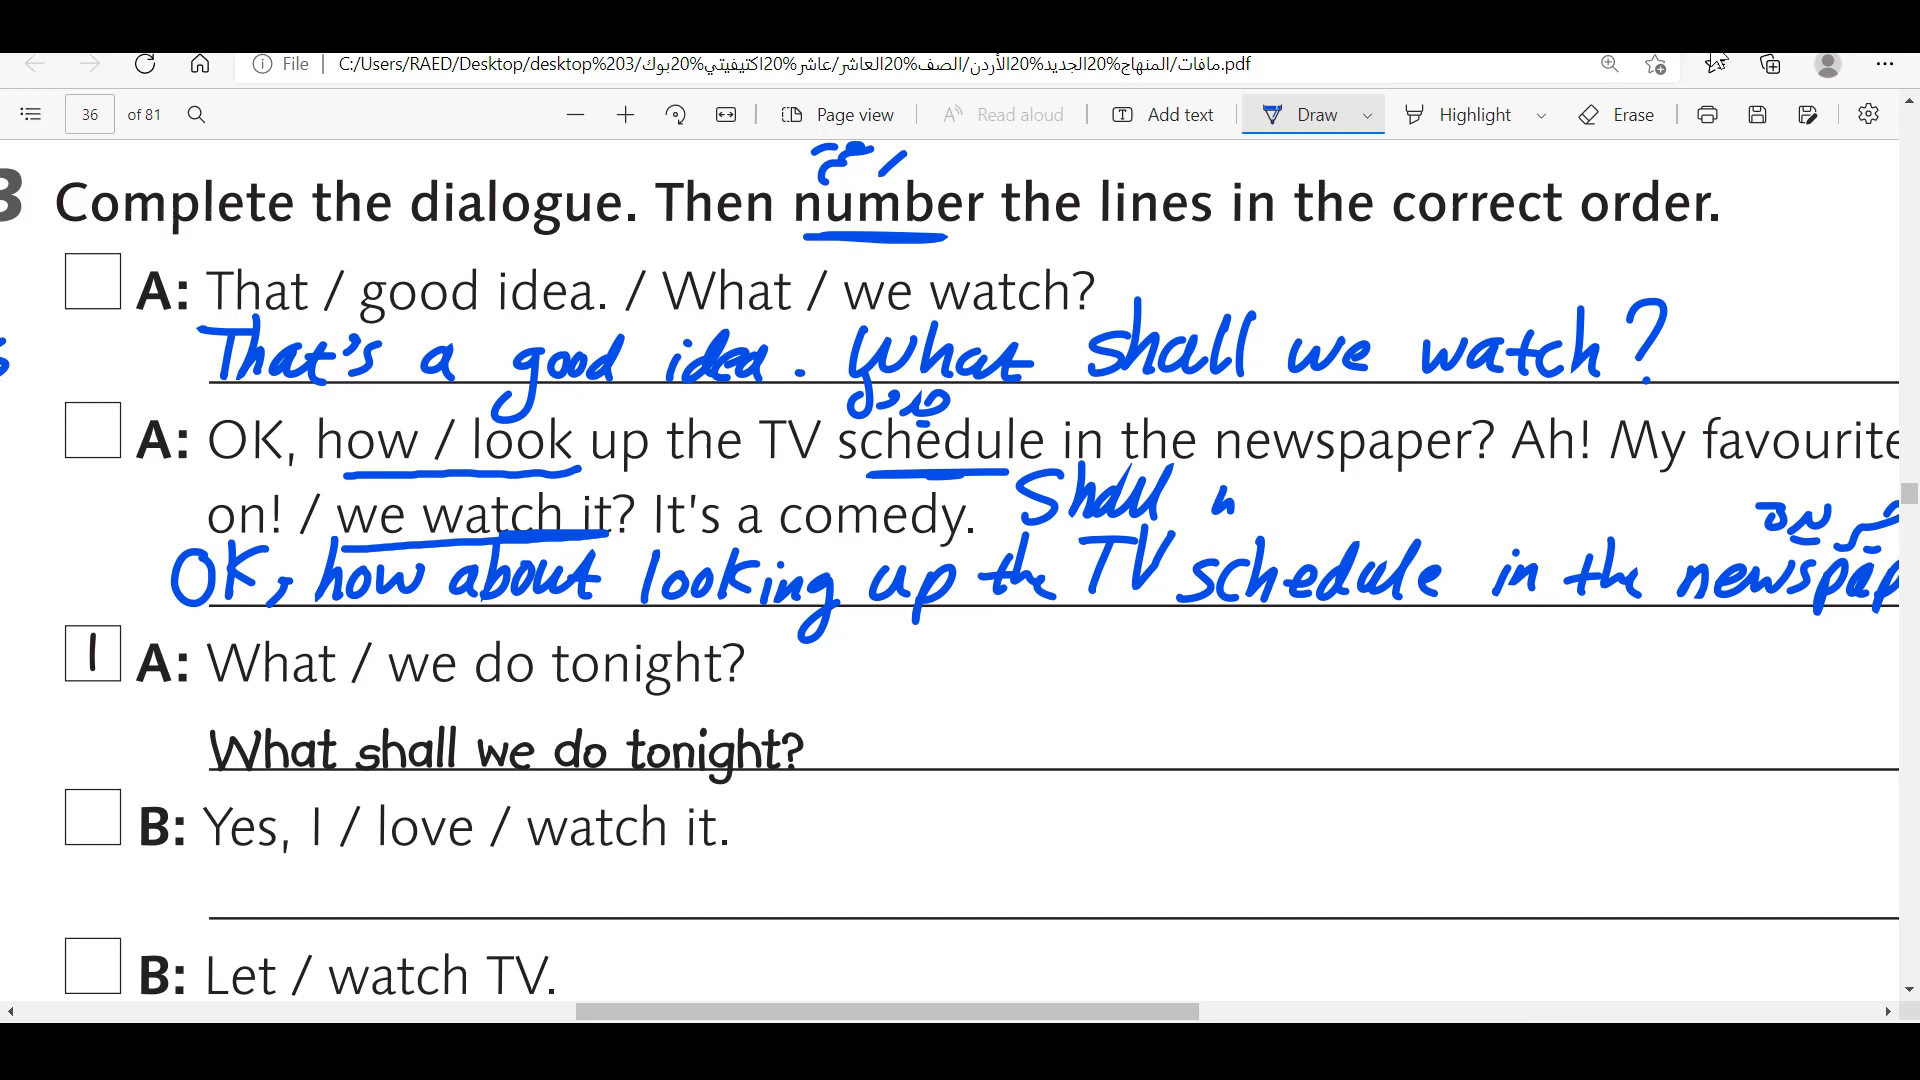 File C:/Users/RAED/Desktop/desktop%203/مافات/المنهاج%20الجديد%20الأردن/الصف%20العاشر/عاشر%20اكتيفيتي%20بوك.pdf
36 of 81 Page view Read aloud Add text Draw Highlight Erase
3 Complete the dialogue. Then number the lines in the correct order.
A: That / good idea. / What / we watch?
That's a good idea. What shall we watch?
جدول
A: OK, how / look up the TV schedule in the newspaper? Ah! My favourite
on! / we watch it? It's a comedy. Shall
OK, how about looking up the TV schedule in the newspap
1 A: What / we do tonight?
What shall we do tonight?
B: Yes, I / love / watch it.
B: Let / watch TV.